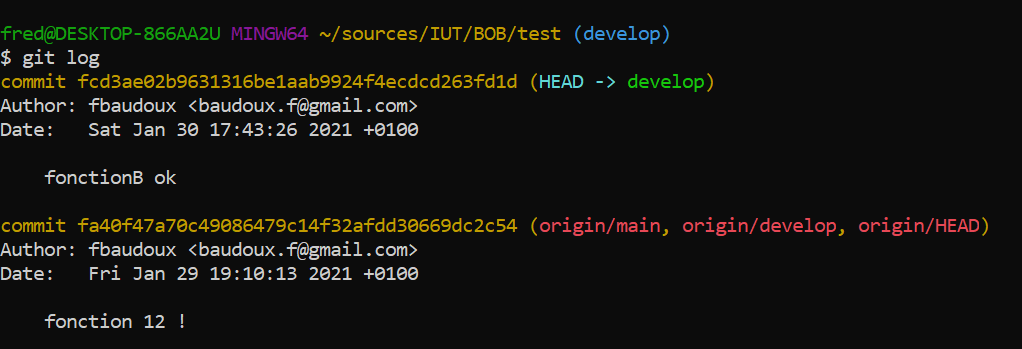 fred@DESKTOP-866AA2U MINGW64 ~/sources/IUT/BOB/test (develop)
$ git log
commit fcd3ae02b9631316be1aab9924f4ecdcd263fd1d (HEAD -> develop)
Author: fbaudoux <baudoux.f@gmail.com>
Date:   Sat Jan 30 17:43:26 2021 +0100
    fonctionB ok
commit fa40f47a70c49086479c14f32afdd30669dc2c54 (origin/main, origin/develop, origin/HEAD)
Author: fbaudoux <baudoux.f@gmail.com>
Date:   Fri Jan 29 19:10:13 2021 +0100
    fonction 12 !